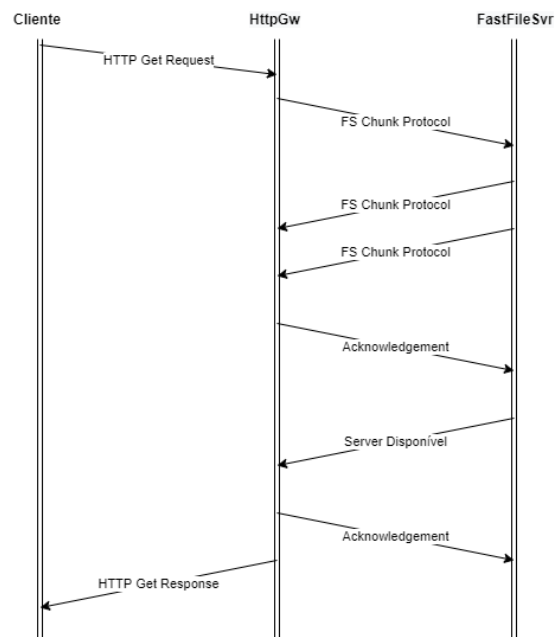 Cliente HttpGw FastFileSvr
HTTP Get Request
FS Chunk Protocol
FS Chunk Protocol
FS Chunk Protocol
Acknowledgement
Server Disponível
Acknowledgement
HTTP Get Response